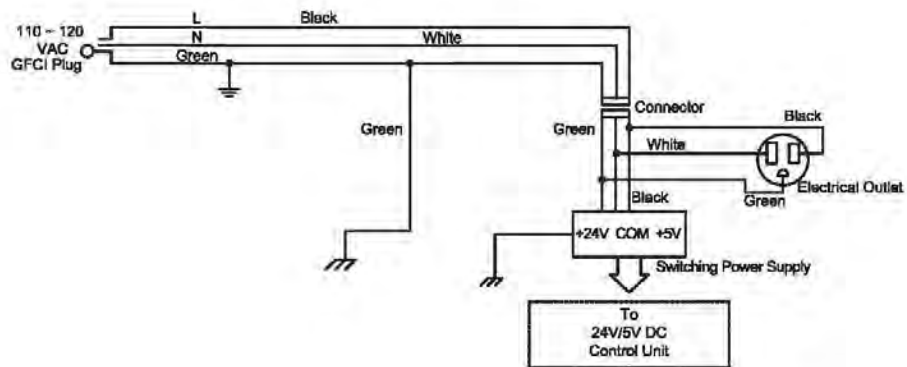 L
Black
N
White
110 ~ 120
VAC
GFCI Plug
Green
Connector
Black
Green
Green
White
Electrical Outlet
Green
Black
+24V COM +5V
Switching Power Supply
To
24V/5V DC
Control Unit